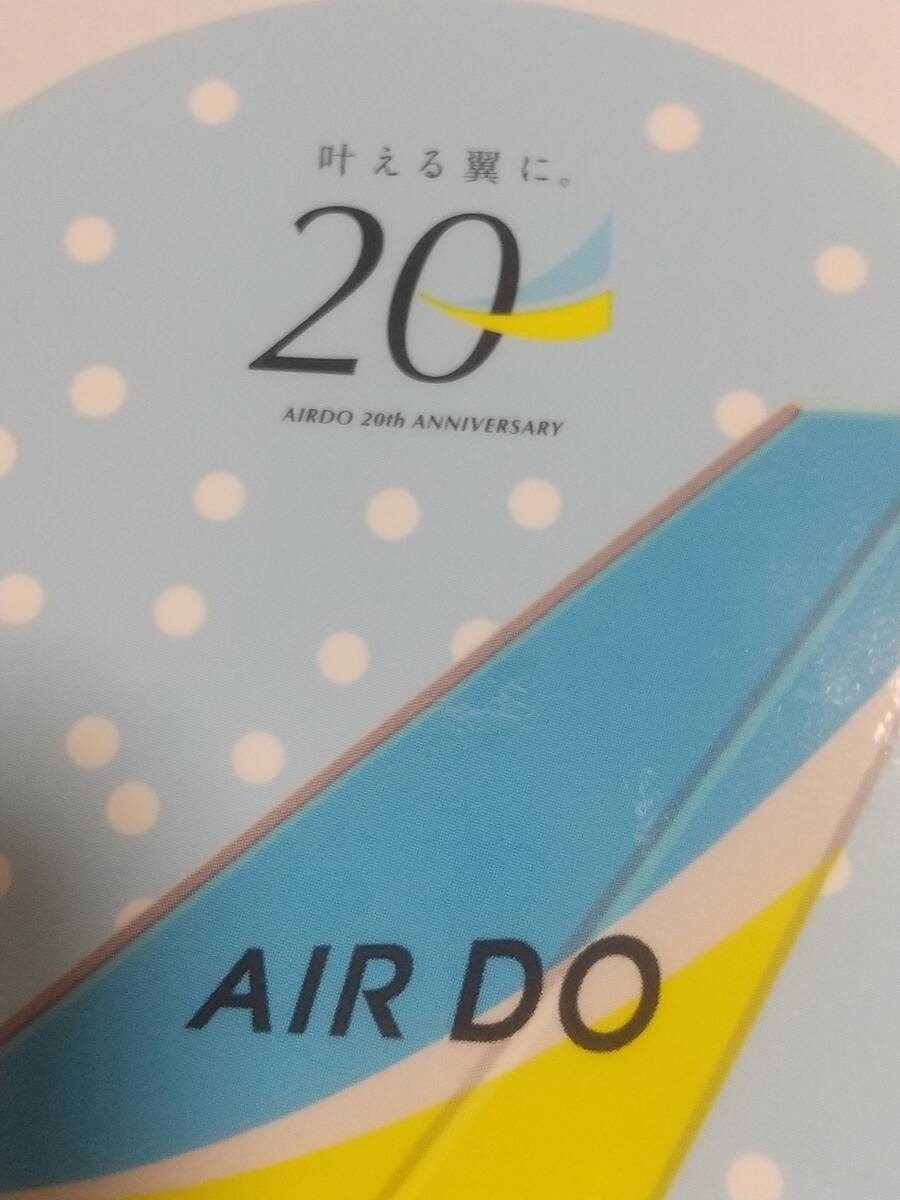 叶える翼に。
20
AIRDO 20th ANNIVERSARY
AIR DO